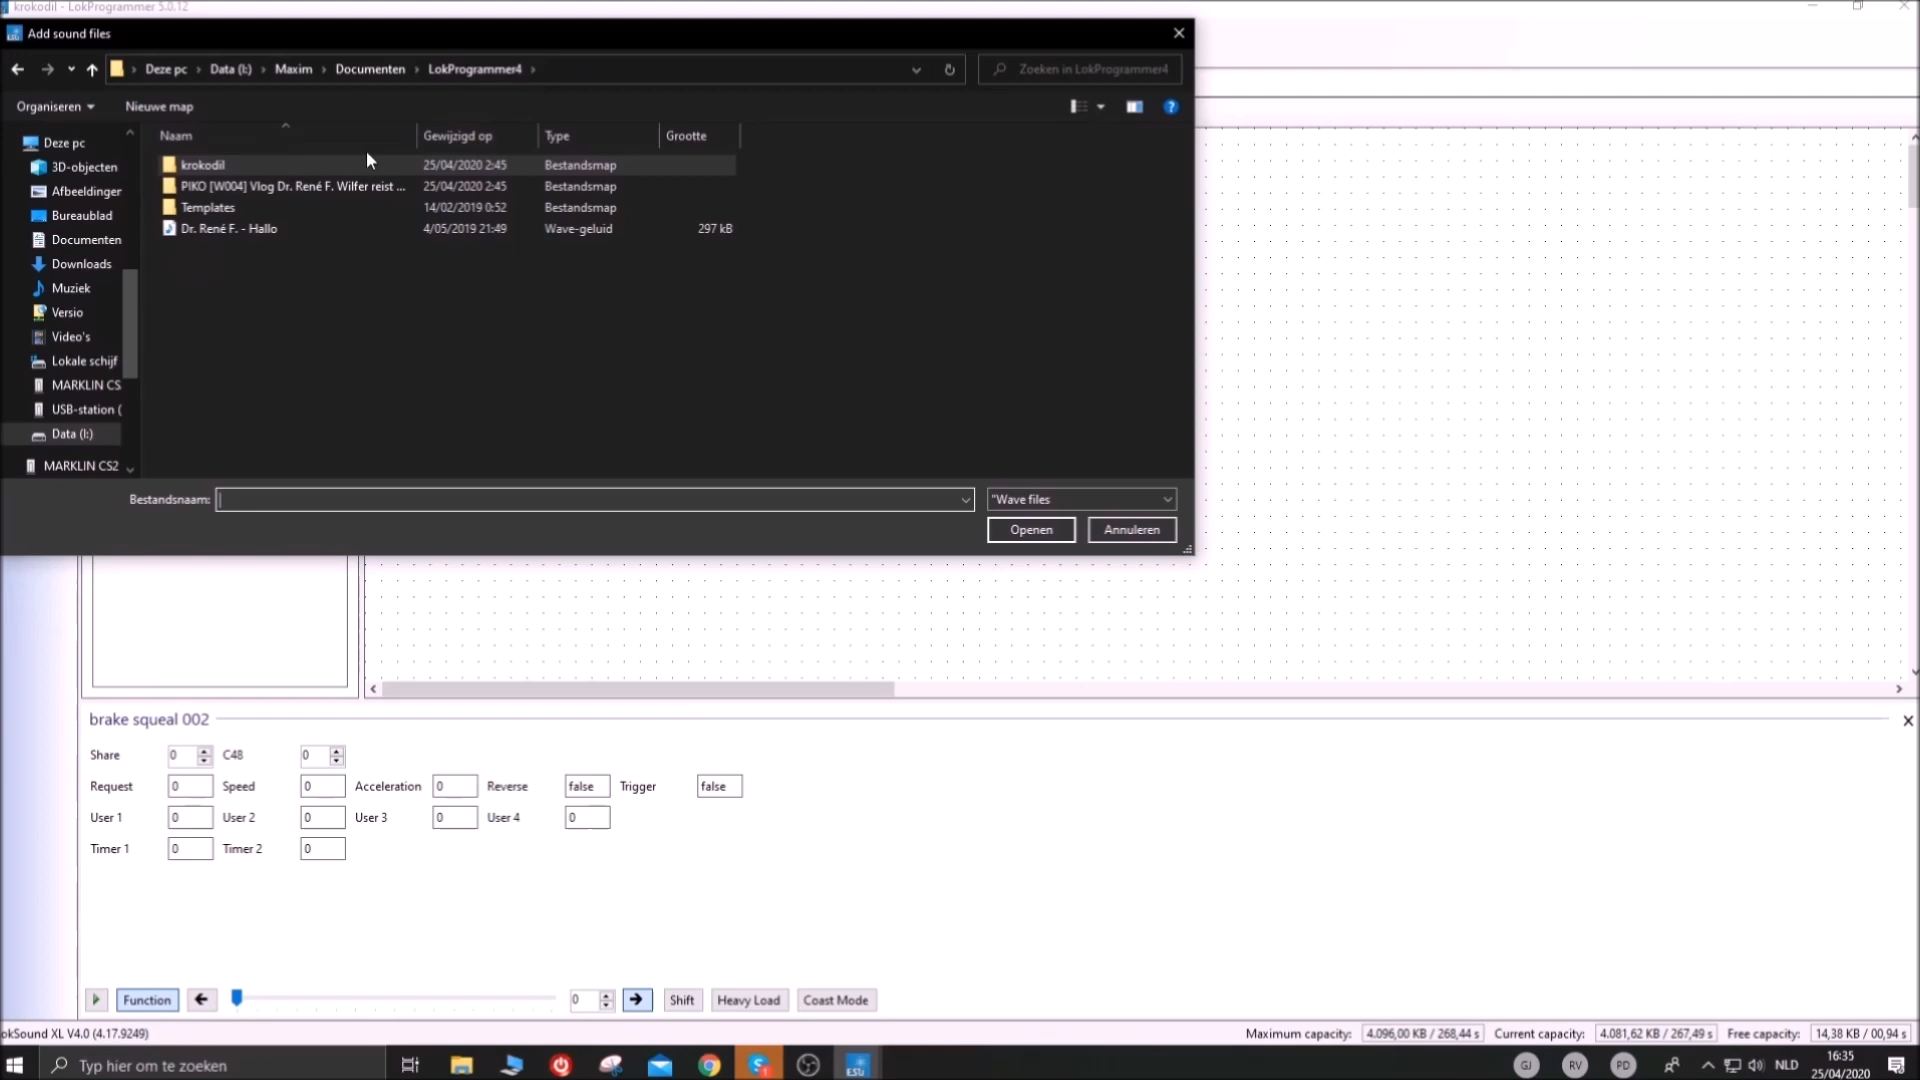 krokodil - LokProgrammer 5.0.12
Add sound files
Deze pc > Data (I:) > Maxim > Documenten > LokProgrammer4 >
Zoeken in LokProgrammer4
Organiseren
Nieuwe map
Naam
Gewijzigd op
Type
Grootte
krokodil 25/04/2020 2:45 Bestandsmap
PIKO [W004] Vlog Dr. René F. Wilfer reist ... 25/04/2020 2:45 Bestandsmap
Templates 14/02/2019 0:52 Bestandsmap
Dr. René F. - Hallo 4/05/2019 21:49 Wave-geluid 297 kB
Deze pc
3D-objecten
Afbeeldingen
Bureaublad
Documenten
Downloads
Muziek
Versio
Video's
Lokale schijf
MARKLIN CS
USB-station (
Data (I:)
MARKLIN CS2
Bestandsnaam:
"Wave files
Openen
Annuleren
brake squeal 002
Share 0 C48 0
Request 0 Speed 0 Acceleration 0 Reverse false Trigger false
User 1 0 User 2 0 User 3 0 User 4 0
Timer 1 0 Timer 2 0
Function 0 Shift Heavy Load Coast Mode
okSound XL V4.0 (4.17.9249)
Maximum capacity: 4.096,00 KB / 268,44 s Current capacity: 4.081,62 KB / 267,49 s Free capacity: 14,38 KB / 00,94 s
Typ hier om te zoeken
ESU
GJ
RV
PD
NLD
16:35
25/04/2020